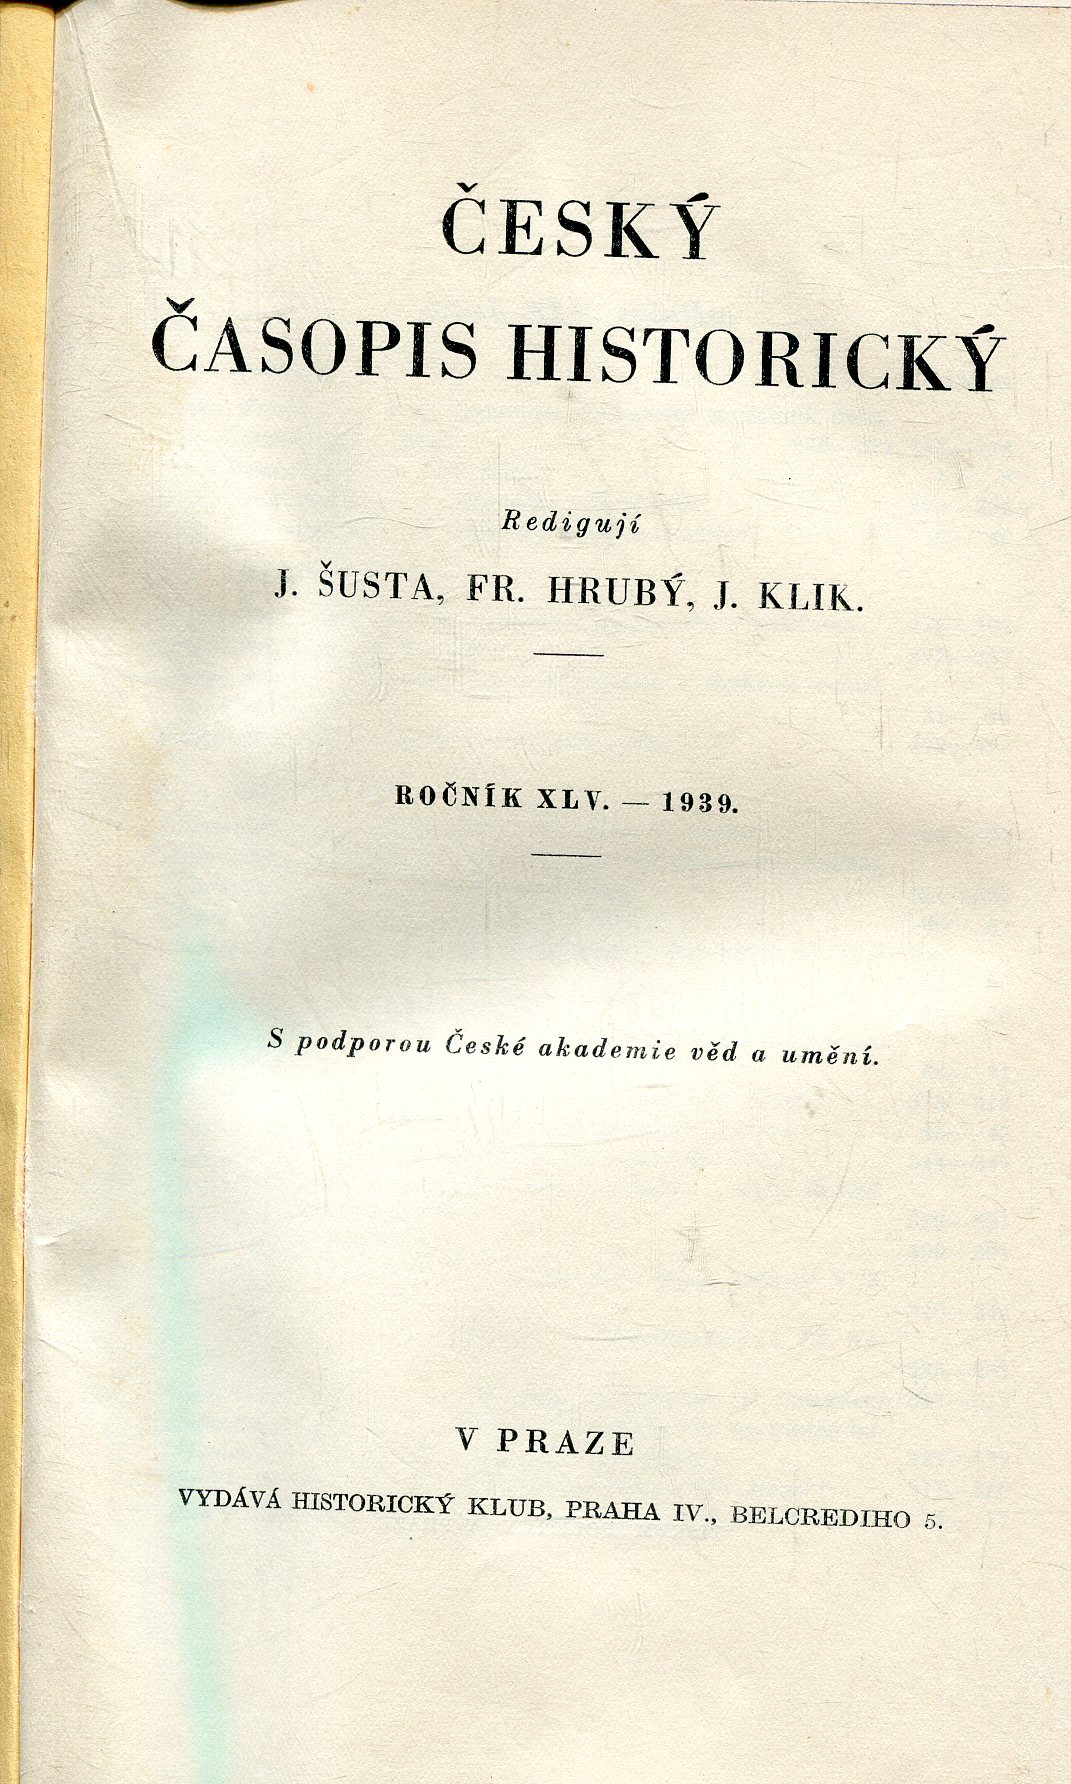 ČESKÝ
ČASOPIS HISTORICKÝ
Redigují
J. ŠUSTA, FR. HRUBÝ, J. KLIK.
ROČNÍK XLV. — 1939.
S podporou České akademie věd a umění.
V PRAZE
VYDÁVÁ HISTORICKÝ KLUB, PRAHA IV., BELCREDIHO 5.